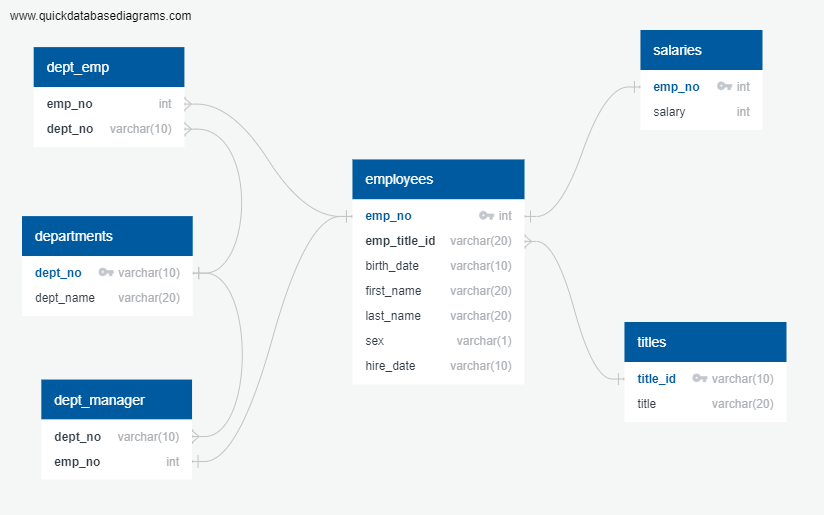 www.quickdatabasediagrams.com
dept_emp
emp_no int
dept_no varchar(10)
departments
dept_no varchar(10)
dept_name varchar(20)
dept_manager
dept_no varchar(10)
emp_no int
employees
emp_no int
emp_title_id varchar(20)
birth_date varchar(10)
first_name varchar(20)
last_name varchar(20)
sex varchar(1)
hire_date varchar(10)
salaries
emp_no int
salary int
titles
title_id varchar(10)
title varchar(20)